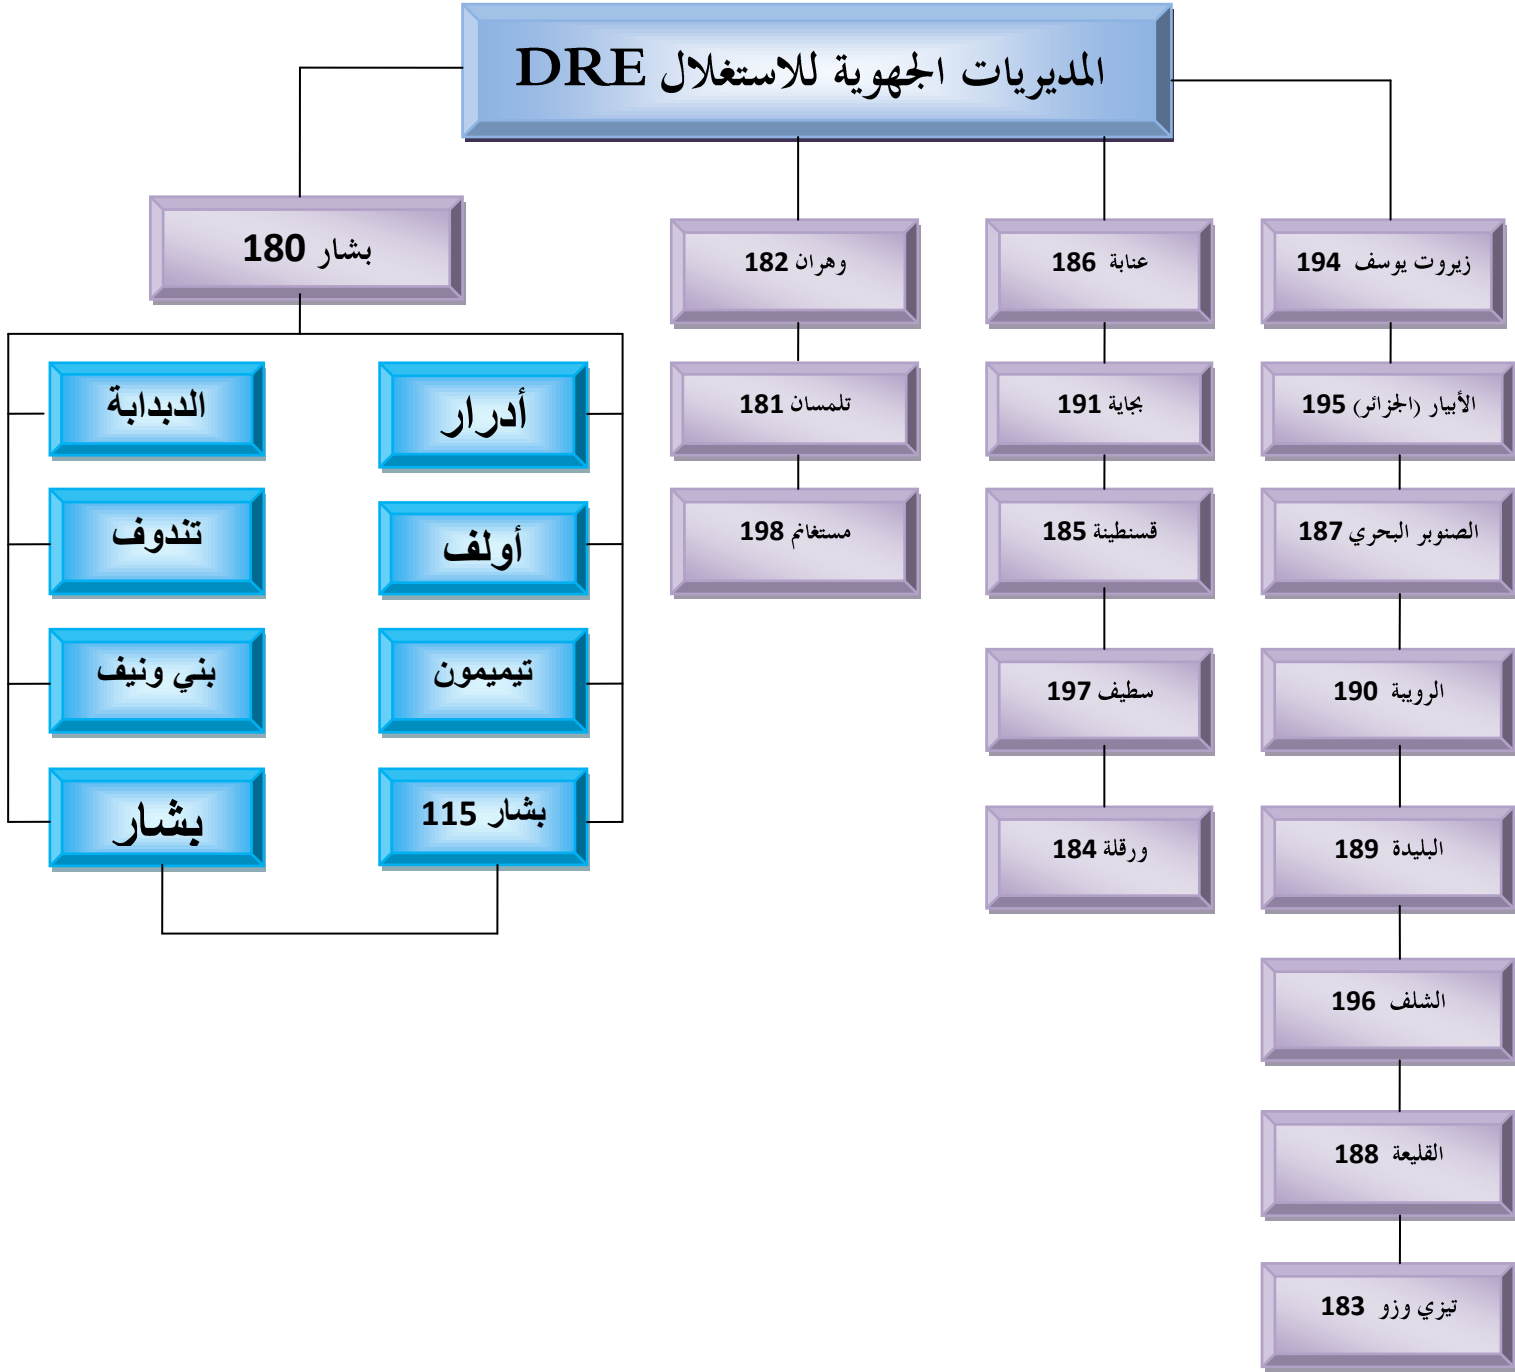 المديريات الجهوية للاستغلال DRE
زيروت يوسف 194
الأبيار (الجزائر) 195
الصنوبر البحري 187
الرويبة 190
البليدة 189
الشلف 196
القليعة 188
تيزي وزو 183
عنابة 186
بجاية 191
قسنطينة 185
سطيف 197
ورقلة 184
وهران 182
تلمسان 181
مستغانم 198
بشار 180
أدرار
أولف
تيميمون
بشار 115
الدبدابة
تندوف
بني ونيف
بشار